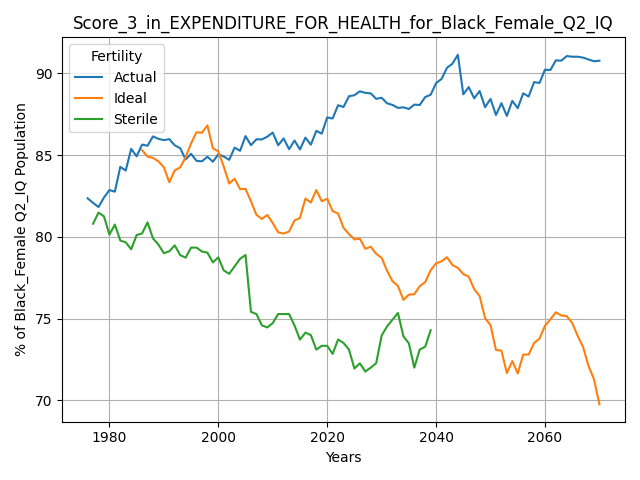 Score_3_in_EXPENDITURE_FOR_HEALTH_for_Black_Female_Q2_IQ
Fertility
Actual
Ideal
Sterile
% of Black_Female Q2_IQ Population
90
85
80
75
70
1980
2000
2020
2040
2060
Years